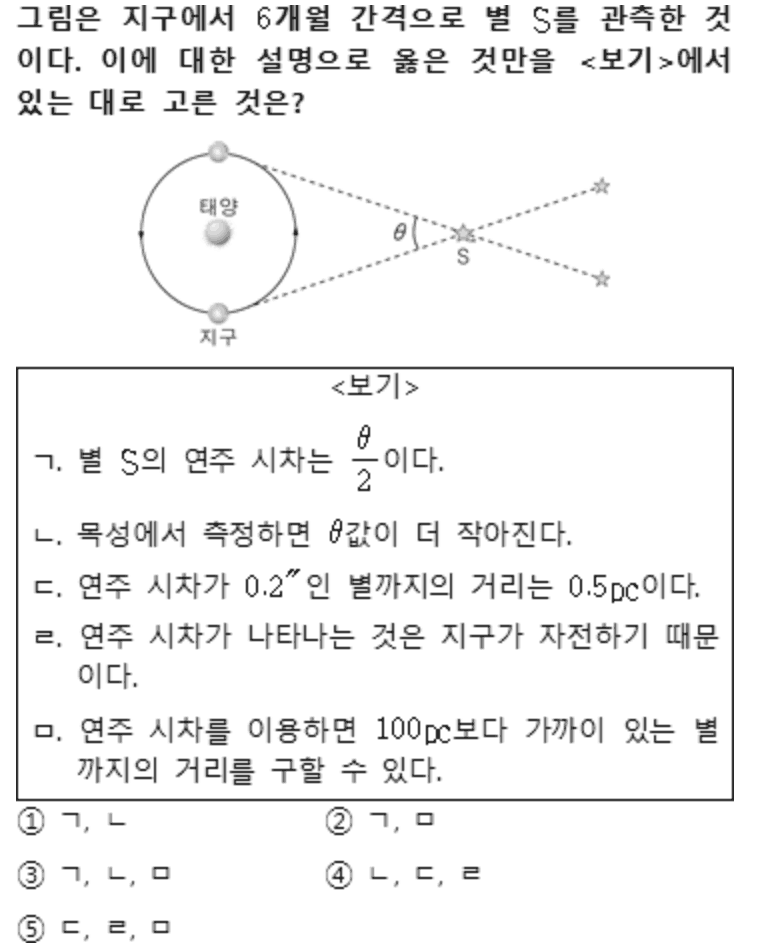 그림은 지구에서 6개월 간격으로 별 S를 관측한 것
이다. 이에 대한 설명으로 옳은 것만을 <보기>에서
있는 대로 고른 것은?
태양
θ
S
지구
<보기>
ㄱ. 별 S의 연주 시차는 θ/2이다.
ㄴ. 목성에서 측정하면 θ값이 더 작아진다.
ㄷ. 연주 시차가 0.2″인 별까지의 거리는 0.5pc이다.
ㄹ. 연주 시차가 나타나는 것은 지구가 자전하기 때문
이다.
ㅁ. 연주 시차를 이용하면 100pc보다 가까이 있는 별
까지의 거리를 구할 수 있다.
① ㄱ, ㄴ ② ㄱ, ㅁ
③ ㄱ, ㄴ, ㅁ ④ ㄴ, ㄷ, ㄹ
⑤ ㄷ, ㄹ, ㅁ